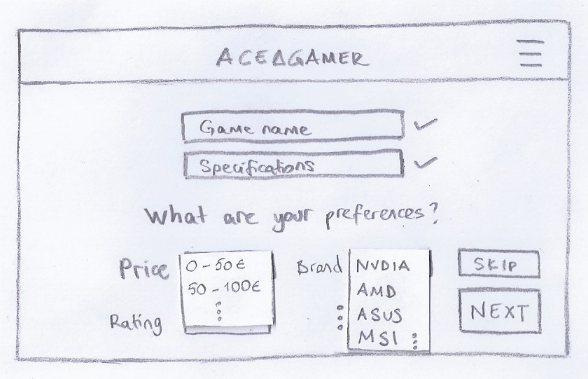 ACEΔGAMER
Game name
Specifications
What are your preferences?
Price
0-50€
50-100€
Rating
Brand
NVDIA
AMD
ASUS
MSI
SKIP
NEXT